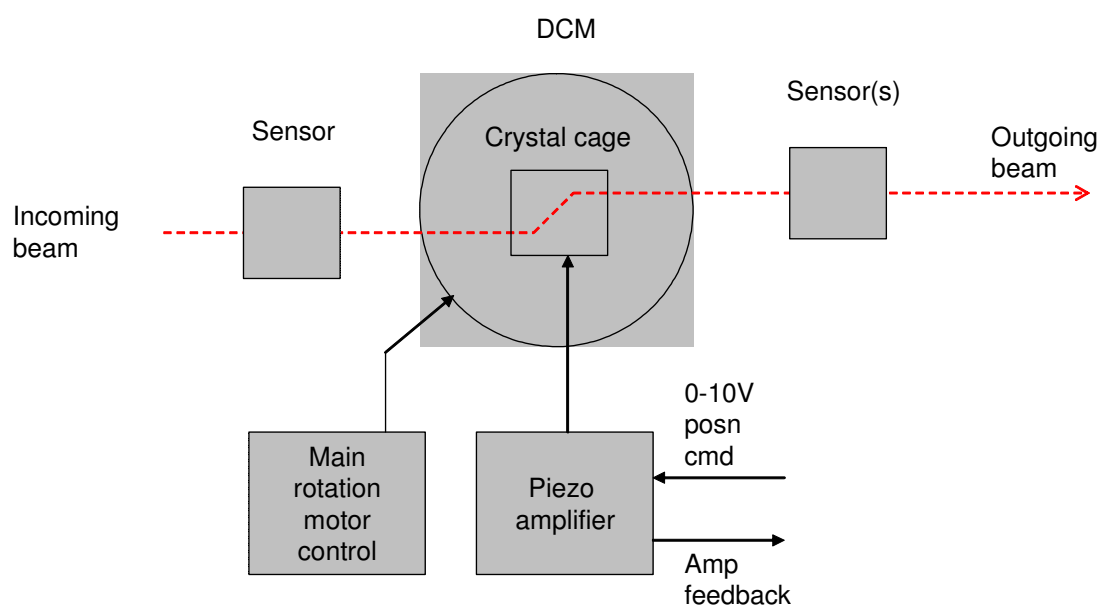 DCM
Sensor(s)
Sensor
Crystal cage
Outgoing
beam
Incoming
beam
0-10V
posn
cmd
Main
rotation
motor
control
Piezo
amplifier
Amp
feedback